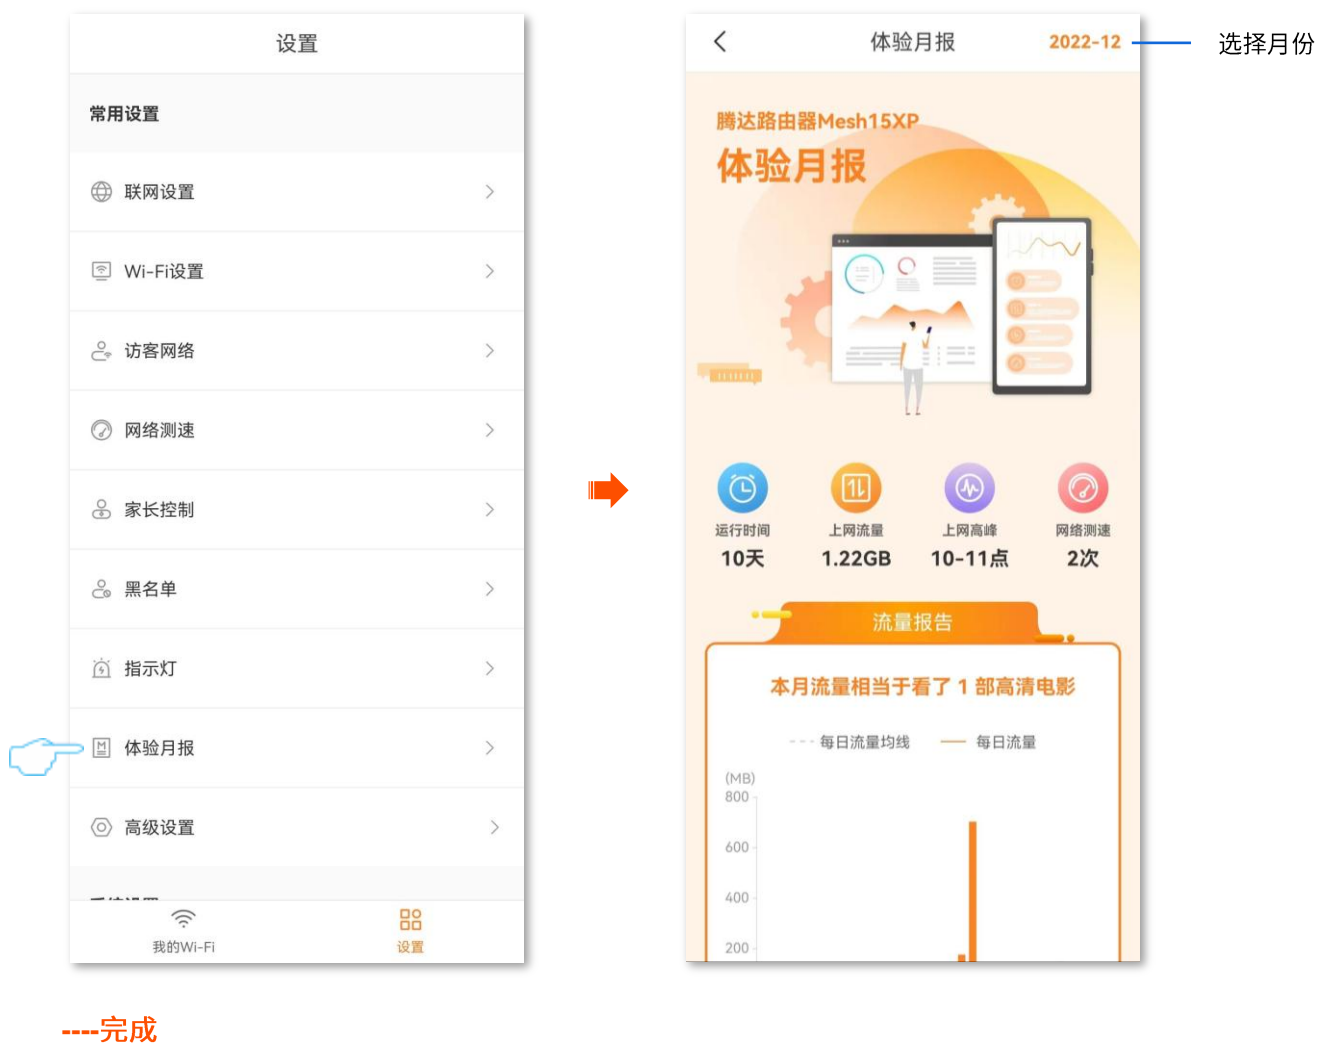 设置
常用设置
联网设置
Wi-Fi设置
访客网络
网络测速
家长控制
黑名单
指示灯
体验月报
高级设置
我的Wi-Fi
设置
体验月报
2022-12
选择月份
腾达路由器Mesh15XP
体验月报
运行时间
上网流量
上网高峰
网络测速
10天
1.22GB
10-11点
2次
流量报告
本月流量相当于看了 1 部高清电影
每日流量均线
每日流量
(MB)
800
600
400
200
----完成